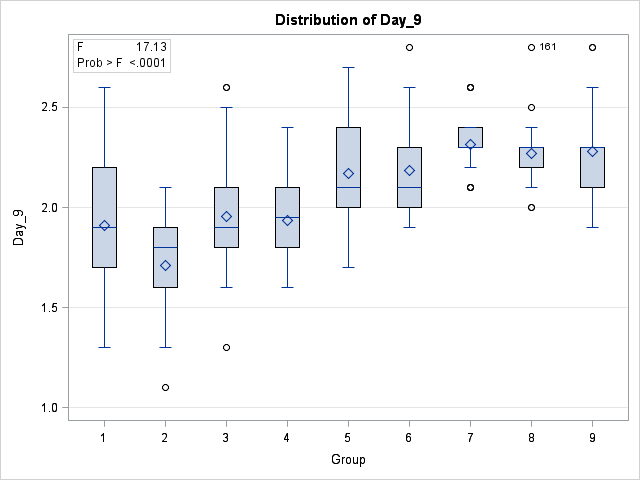 Distribution of Day_9
F 17.13
Prob > F <.0001
161
2.5
2.0
1.5
1.0
Day_9
1 2 3 4 5 6 7 8 9
Group